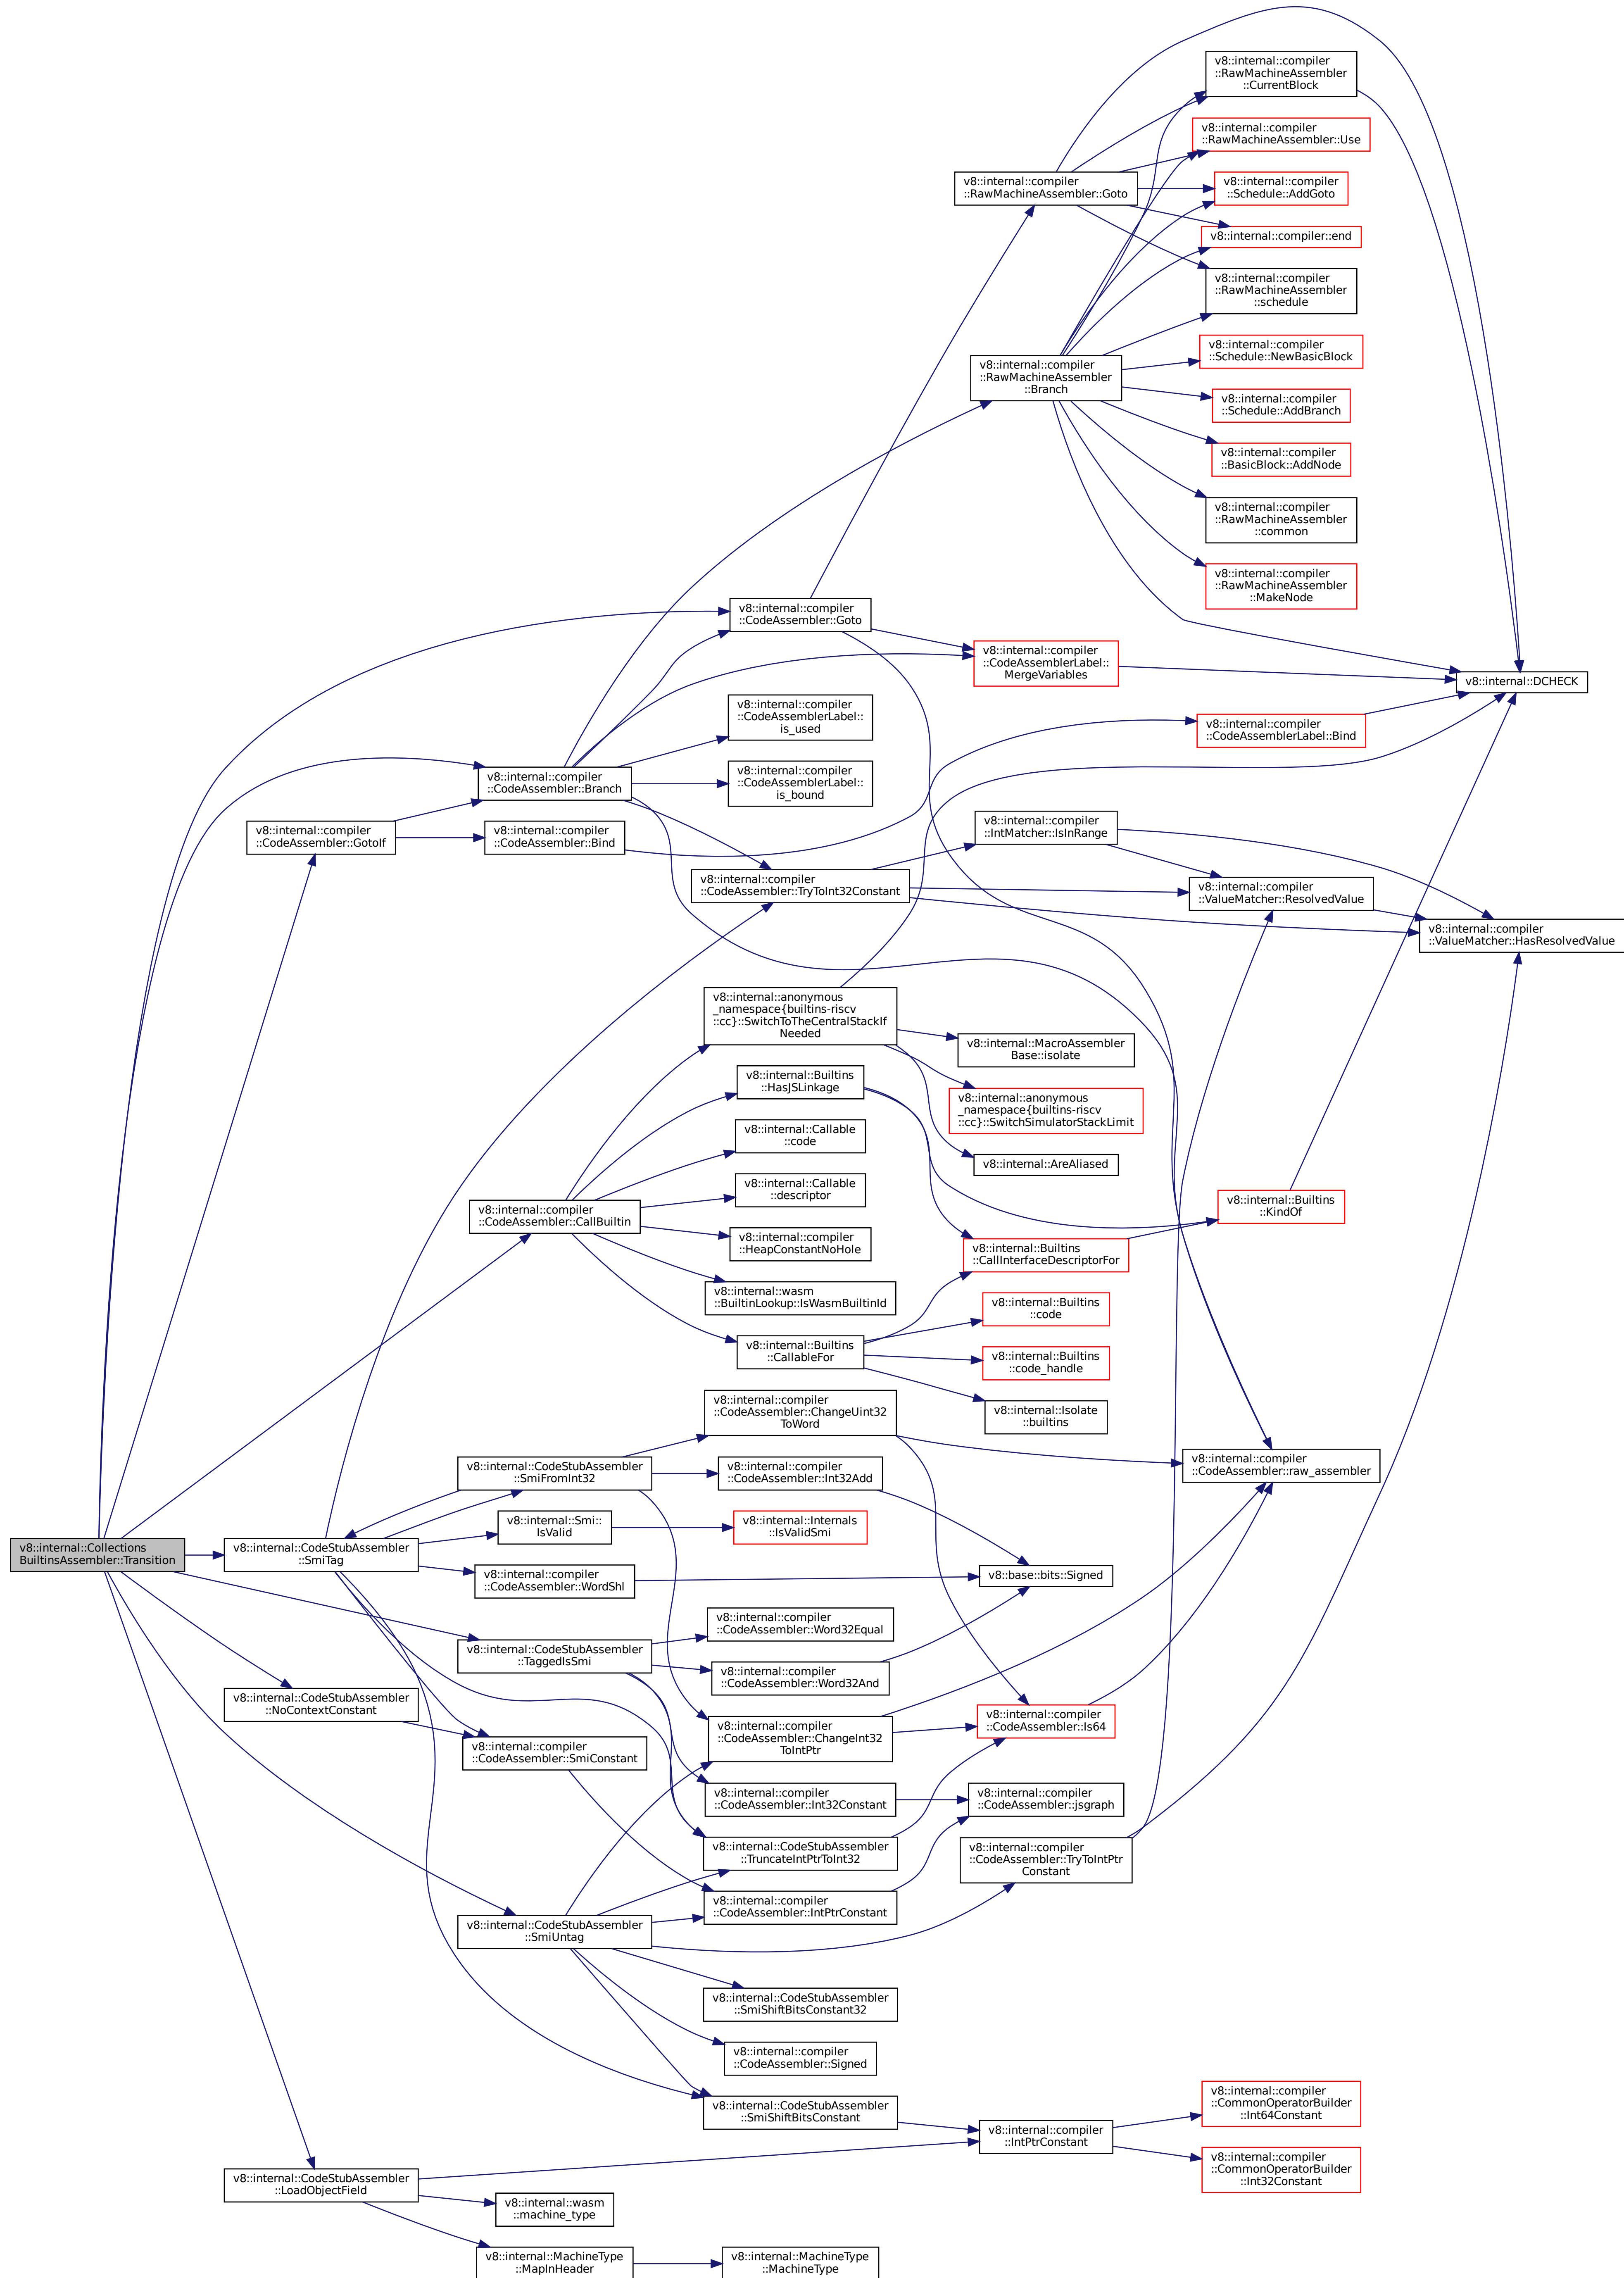 v8::internal::compiler
::RawMachineAssembler
::CurrentBlock
v8::internal::compiler
::RawMachineAssembler::Use
v8::internal::compiler
::RawMachineAssembler::Goto
v8::internal::compiler
::Schedule::AddGoto
v8::internal::compiler::end
v8::internal::compiler
::RawMachineAssembler
::schedule
v8::internal::compiler
::Schedule::NewBasicBlock
v8::internal::compiler
::RawMachineAssembler
::Branch
v8::internal::compiler
::Schedule::AddBranch
v8::internal::compiler
::BasicBlock::AddNode
v8::internal::compiler
::RawMachineAssembler
::common
v8::internal::compiler
::RawMachineAssembler
::MakeNode
v8::internal::compiler
::CodeAssembler::Goto
v8::internal::compiler
::CodeAssemblerLabel::
MergeVariables
v8::internal::DCHECK
v8::internal::compiler
::CodeAssemblerLabel::
is_used
v8::internal::compiler
::CodeAssemblerLabel::Bind
v8::internal::compiler
::CodeAssembler::Branch
v8::internal::compiler
::CodeAssemblerLabel::
is_bound
v8::internal::compiler
::CodeAssembler::GotoIf
v8::internal::compiler
::CodeAssembler::Bind
v8::internal::compiler
::IntMatcher::IsInRange
v8::internal::compiler
::CodeAssembler::TryToInt32Constant
v8::internal::compiler
::ValueMatcher::ResolvedValue
v8::internal::compiler
::ValueMatcher::HasResolvedValue
v8::internal::anonymous
_namespace{builtins-riscv
::cc}::SwitchToTheCentralStackIf
Needed
v8::internal::MacroAssembler
Base::isolate
v8::internal::anonymous
_namespace{builtins-riscv
::cc}::SwitchSimulatorStackLimit
v8::internal::Builtins
::HasJSLinkage
v8::internal::Callable
::code
v8::internal::AreAliased
v8::internal::Callable
::descriptor
v8::internal::compiler
::CodeAssembler::CallBuiltin
v8::internal::Builtins
::KindOf
v8::internal::compiler
::HeapConstantNoHole
v8::internal::Builtins
::CallInterfaceDescriptorFor
v8::internal::wasm
::BuiltinLookup::IsWasmBuiltinId
v8::internal::Builtins
::code
v8::internal::Builtins
::CallableFor
v8::internal::Builtins
::code_handle
v8::internal::Isolate
::builtins
v8::internal::compiler
::CodeAssembler::ChangeUint32
ToWord
v8::internal::compiler
::CodeAssembler::raw_assembler
v8::internal::CodeStubAssembler
::SmiFromInt32
v8::internal::compiler
::CodeAssembler::Int32Add
v8::internal::Smi::
IsValid
v8::internal::Internals
::IsValidSmi
v8::internal::Collections
BuiltinsAssembler::Transition
v8::internal::CodeStubAssembler
::SmiTag
v8::internal::compiler
::CodeAssembler::WordShl
v8::base::bits::Signed
v8::internal::compiler
::CodeAssembler::Word32Equal
v8::internal::CodeStubAssembler
::TaggedIsSmi
v8::internal::compiler
::CodeAssembler::Word32And
v8::internal::CodeStubAssembler
::NoContextConstant
v8::internal::compiler
::CodeAssembler::SmiConstant
v8::internal::compiler
::CodeAssembler::ChangeInt32
ToIntPtr
v8::internal::compiler
::CodeAssembler::Is64
v8::internal::compiler
::CodeAssembler::Int32Constant
v8::internal::compiler
::CodeAssembler::jsgraph
v8::internal::CodeStubAssembler
::TruncateIntPtrToInt32
v8::internal::compiler
::CodeAssembler::TryToIntPtr
Constant
v8::internal::compiler
::CodeAssembler::IntPtrConstant
v8::internal::CodeStubAssembler
::SmiUntag
v8::internal::CodeStubAssembler
::SmiShiftBitsConstant32
v8::internal::compiler
::CodeAssembler::Signed
v8::internal::CodeStubAssembler
::SmiShiftBitsConstant
v8::internal::compiler
::CommonOperatorBuilder
::Int64Constant
v8::internal::compiler
::IntPtrConstant
v8::internal::compiler
::CommonOperatorBuilder
::Int32Constant
v8::internal::CodeStubAssembler
::LoadObjectField
v8::internal::wasm
::machine_type
v8::internal::MachineType
::MapInHeader
v8::internal::MachineType
::MachineType